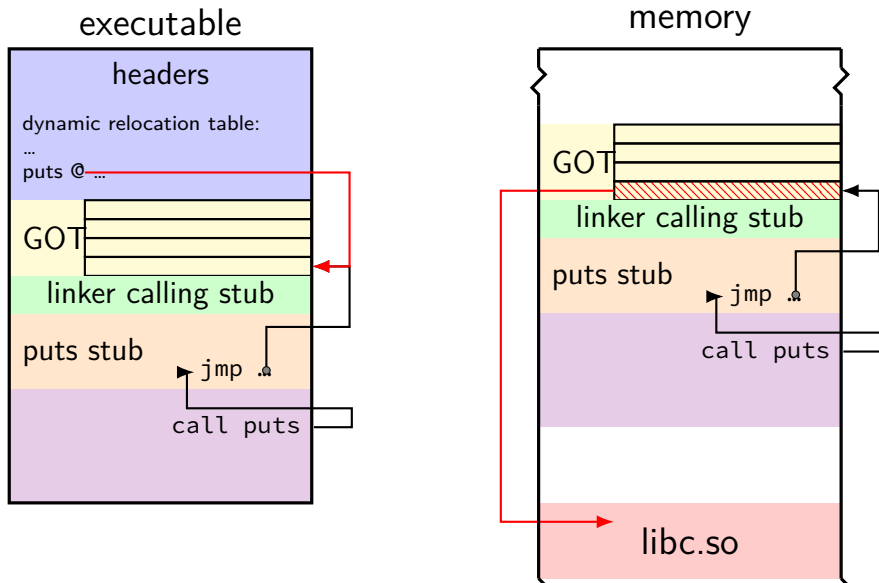 executable
headers
dynamic relocation table:
…
puts @ …
GOT
linker calling stub
puts stub
jmp …
call puts
memory
GOT
linker calling stub
puts stub
jmp …
call puts
libc.so